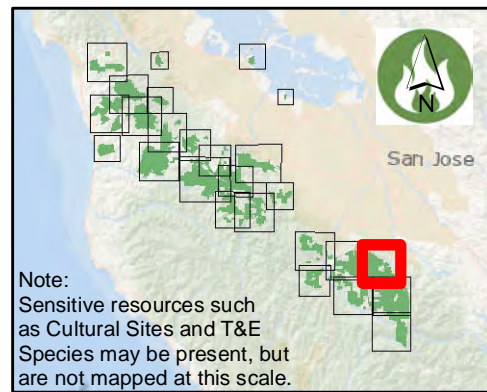 N
San Jose
Note:
Sensitive resources such
as Cultural Sites and T&E
Species may be present, but
are not mapped at this scale.